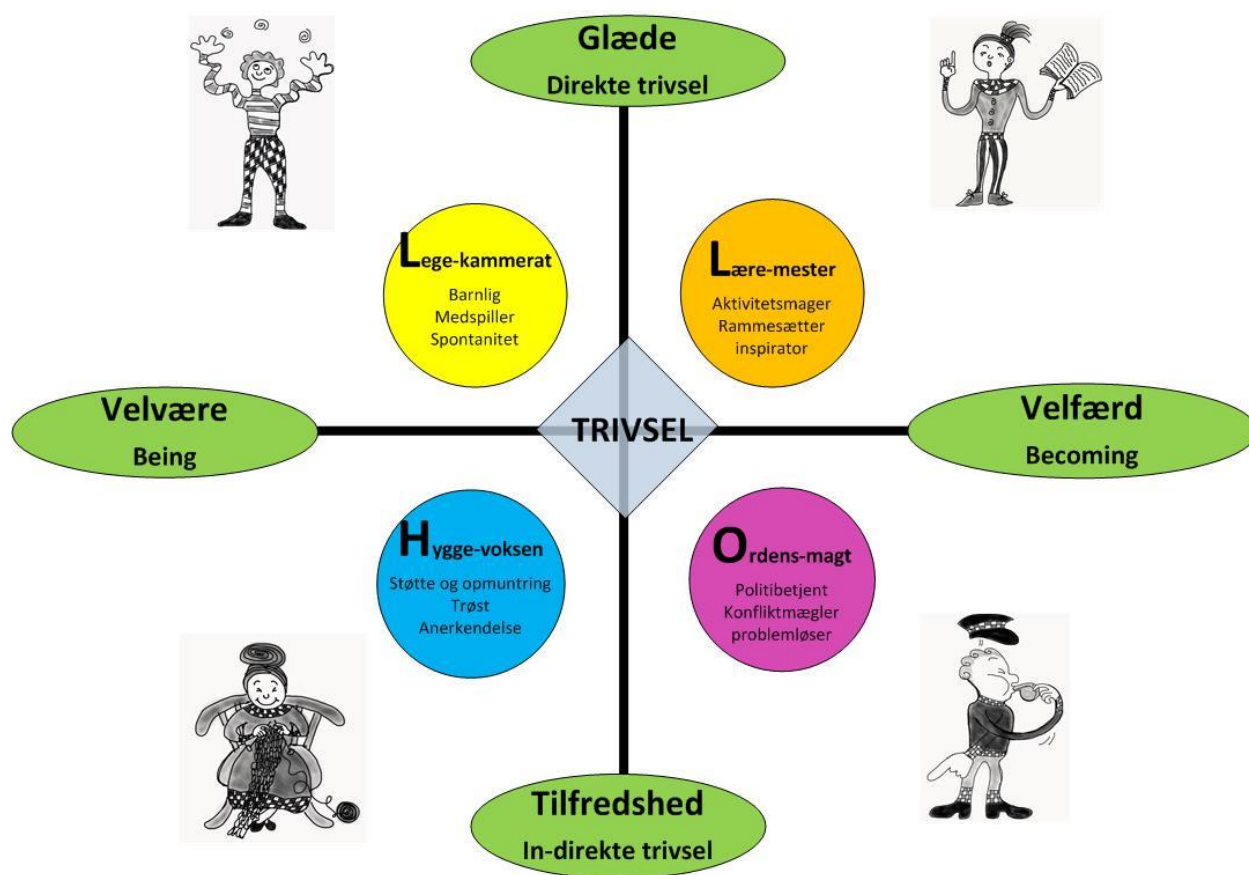 Glæde
Direkte trivsel
Lege-kammerat
Barnlig
Medspiller
Spontanitet
Lære-mester
Aktivitetsmager
Rammesætter
inspirator
Velvære
Being
TRIVSEL
Velfærd
Becoming
Hygge-voksen
Støtte og opmuntring
Trøst
Anerkendelse
Ordens-magt
Politibetjent
Konfliktmægler
problemløser
Tilfredshed
In-direkte trivsel